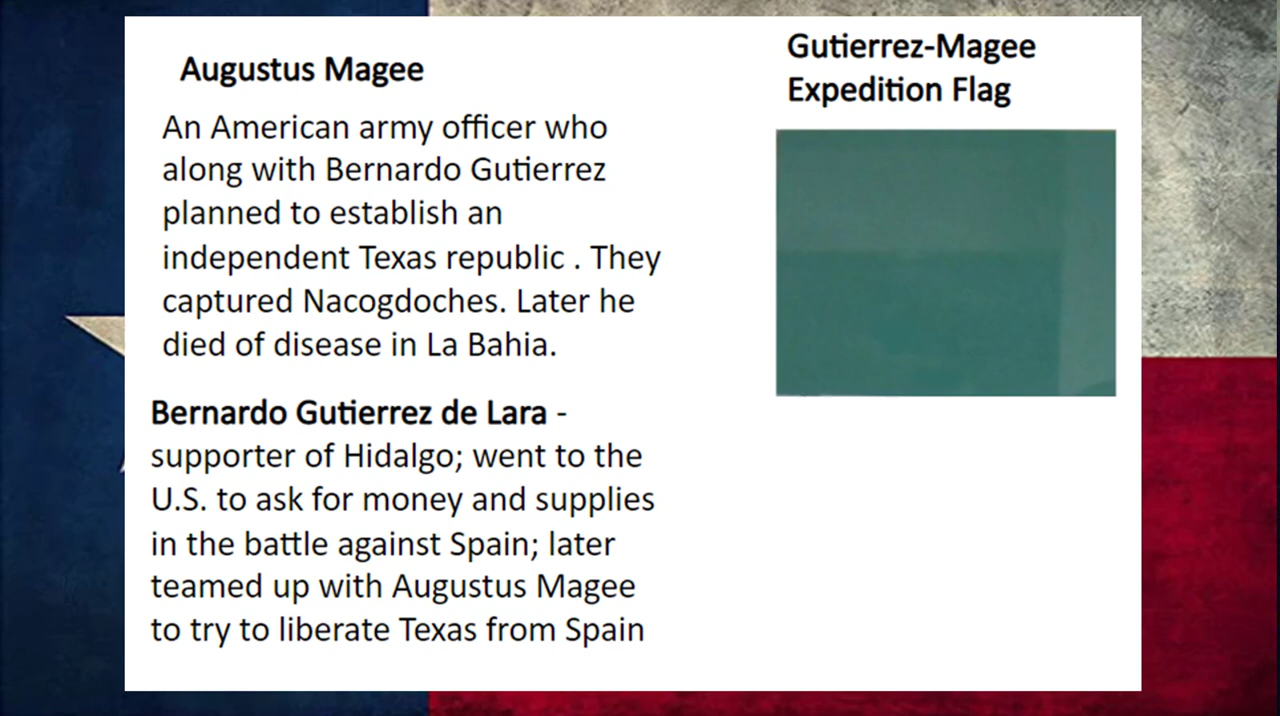 Augustus Magee
An American army officer who
along with Bernardo Gutierrez
planned to establish an
independent Texas republic . They
captured Nacogdoches. Later he
died of disease in La Bahia.
Bernardo Gutierrez de Lara -
supporter of Hidalgo; went to the
U.S. to ask for money and supplies
in the battle against Spain; later
teamed up with Augustus Magee
to try to liberate Texas from Spain
Gutierrez-Magee
Expedition Flag